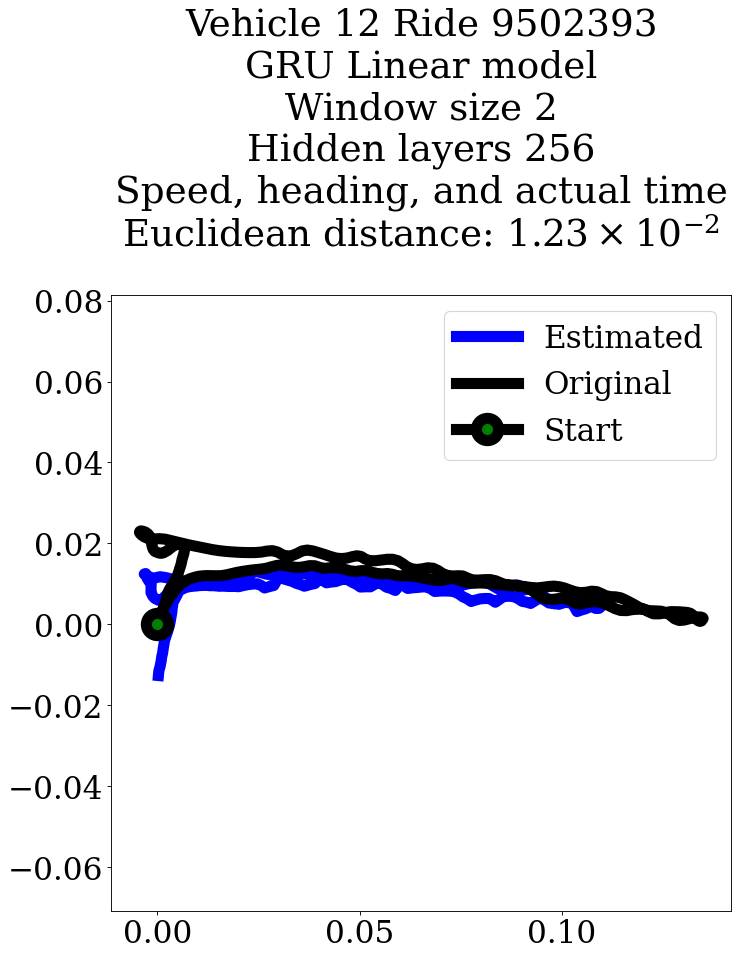 Vehicle 12 Ride 9502393
GRU Linear model
Window size 2
Hidden layers 256
Speed, heading, and actual time
Euclidean distance: 1.23 × 10⁻²
Estimated
Original
Start
0.08
0.06
0.04
0.02
0.00
−0.02
−0.04
−0.06
0.00 0.05 0.10